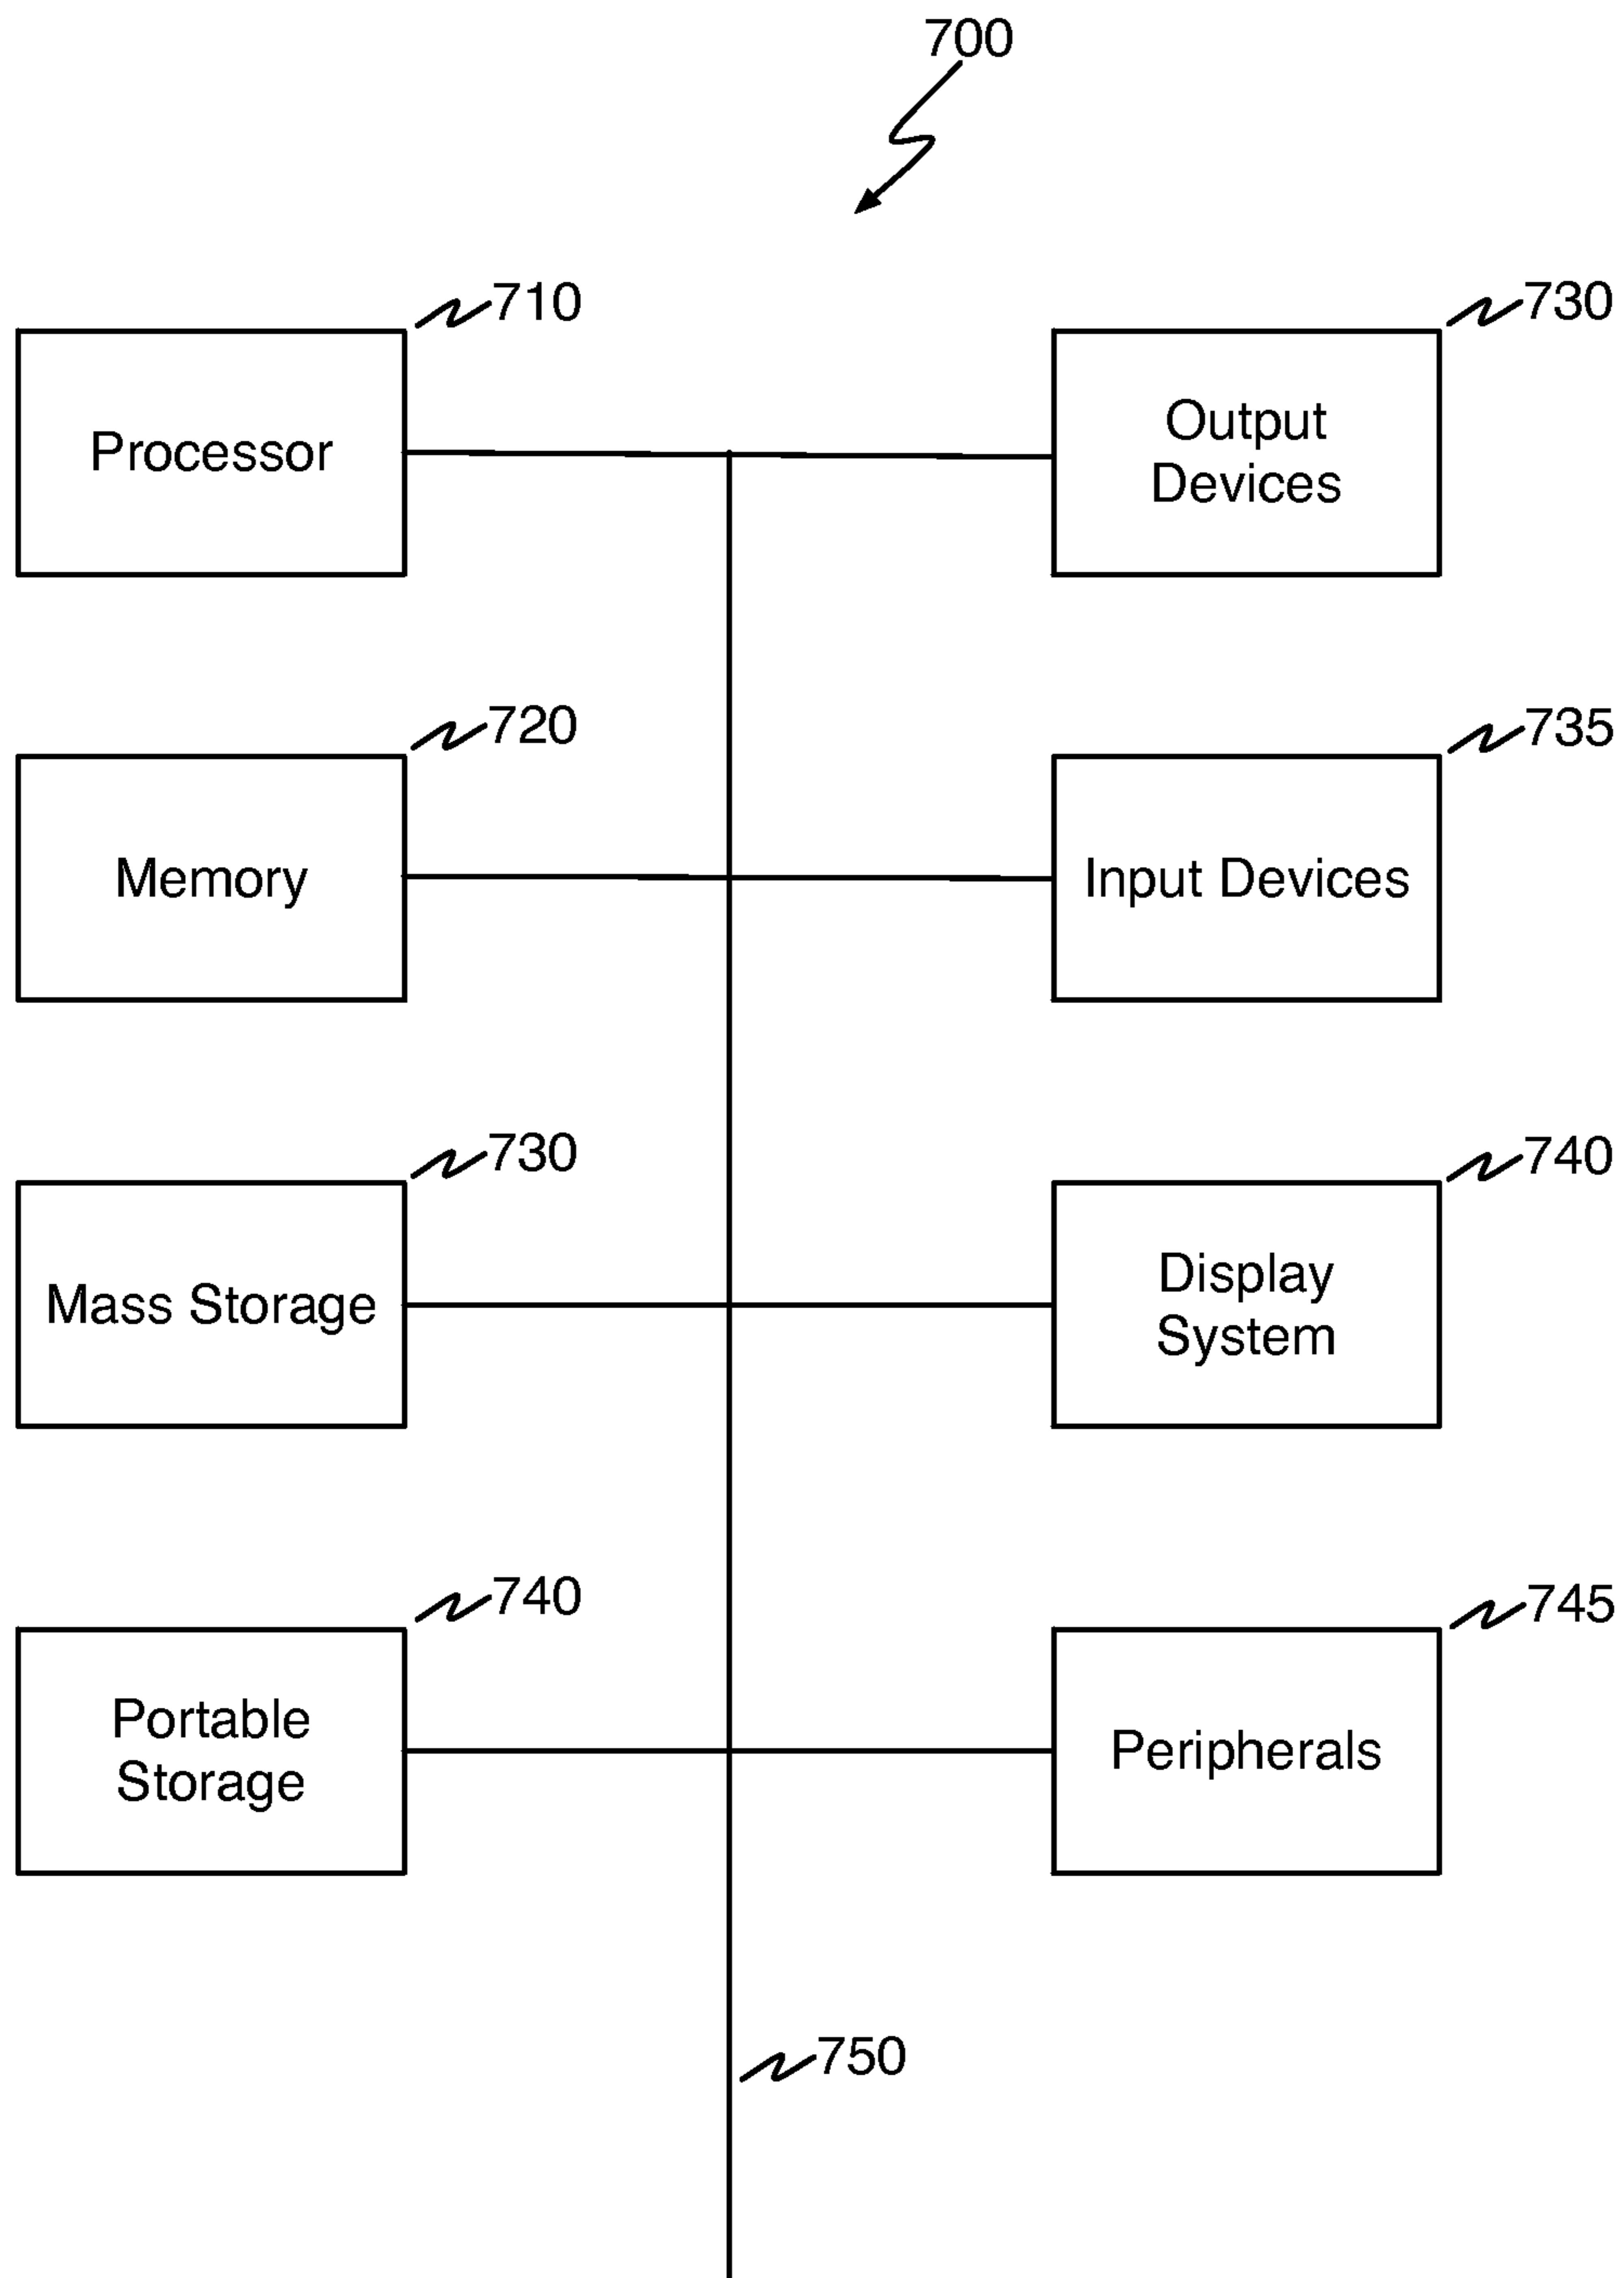 700
710
730
Processor
Output
Devices
720
735
Memory
Input Devices
730
740
Mass Storage
Display
System
740
745
Portable
Storage
Peripherals
750